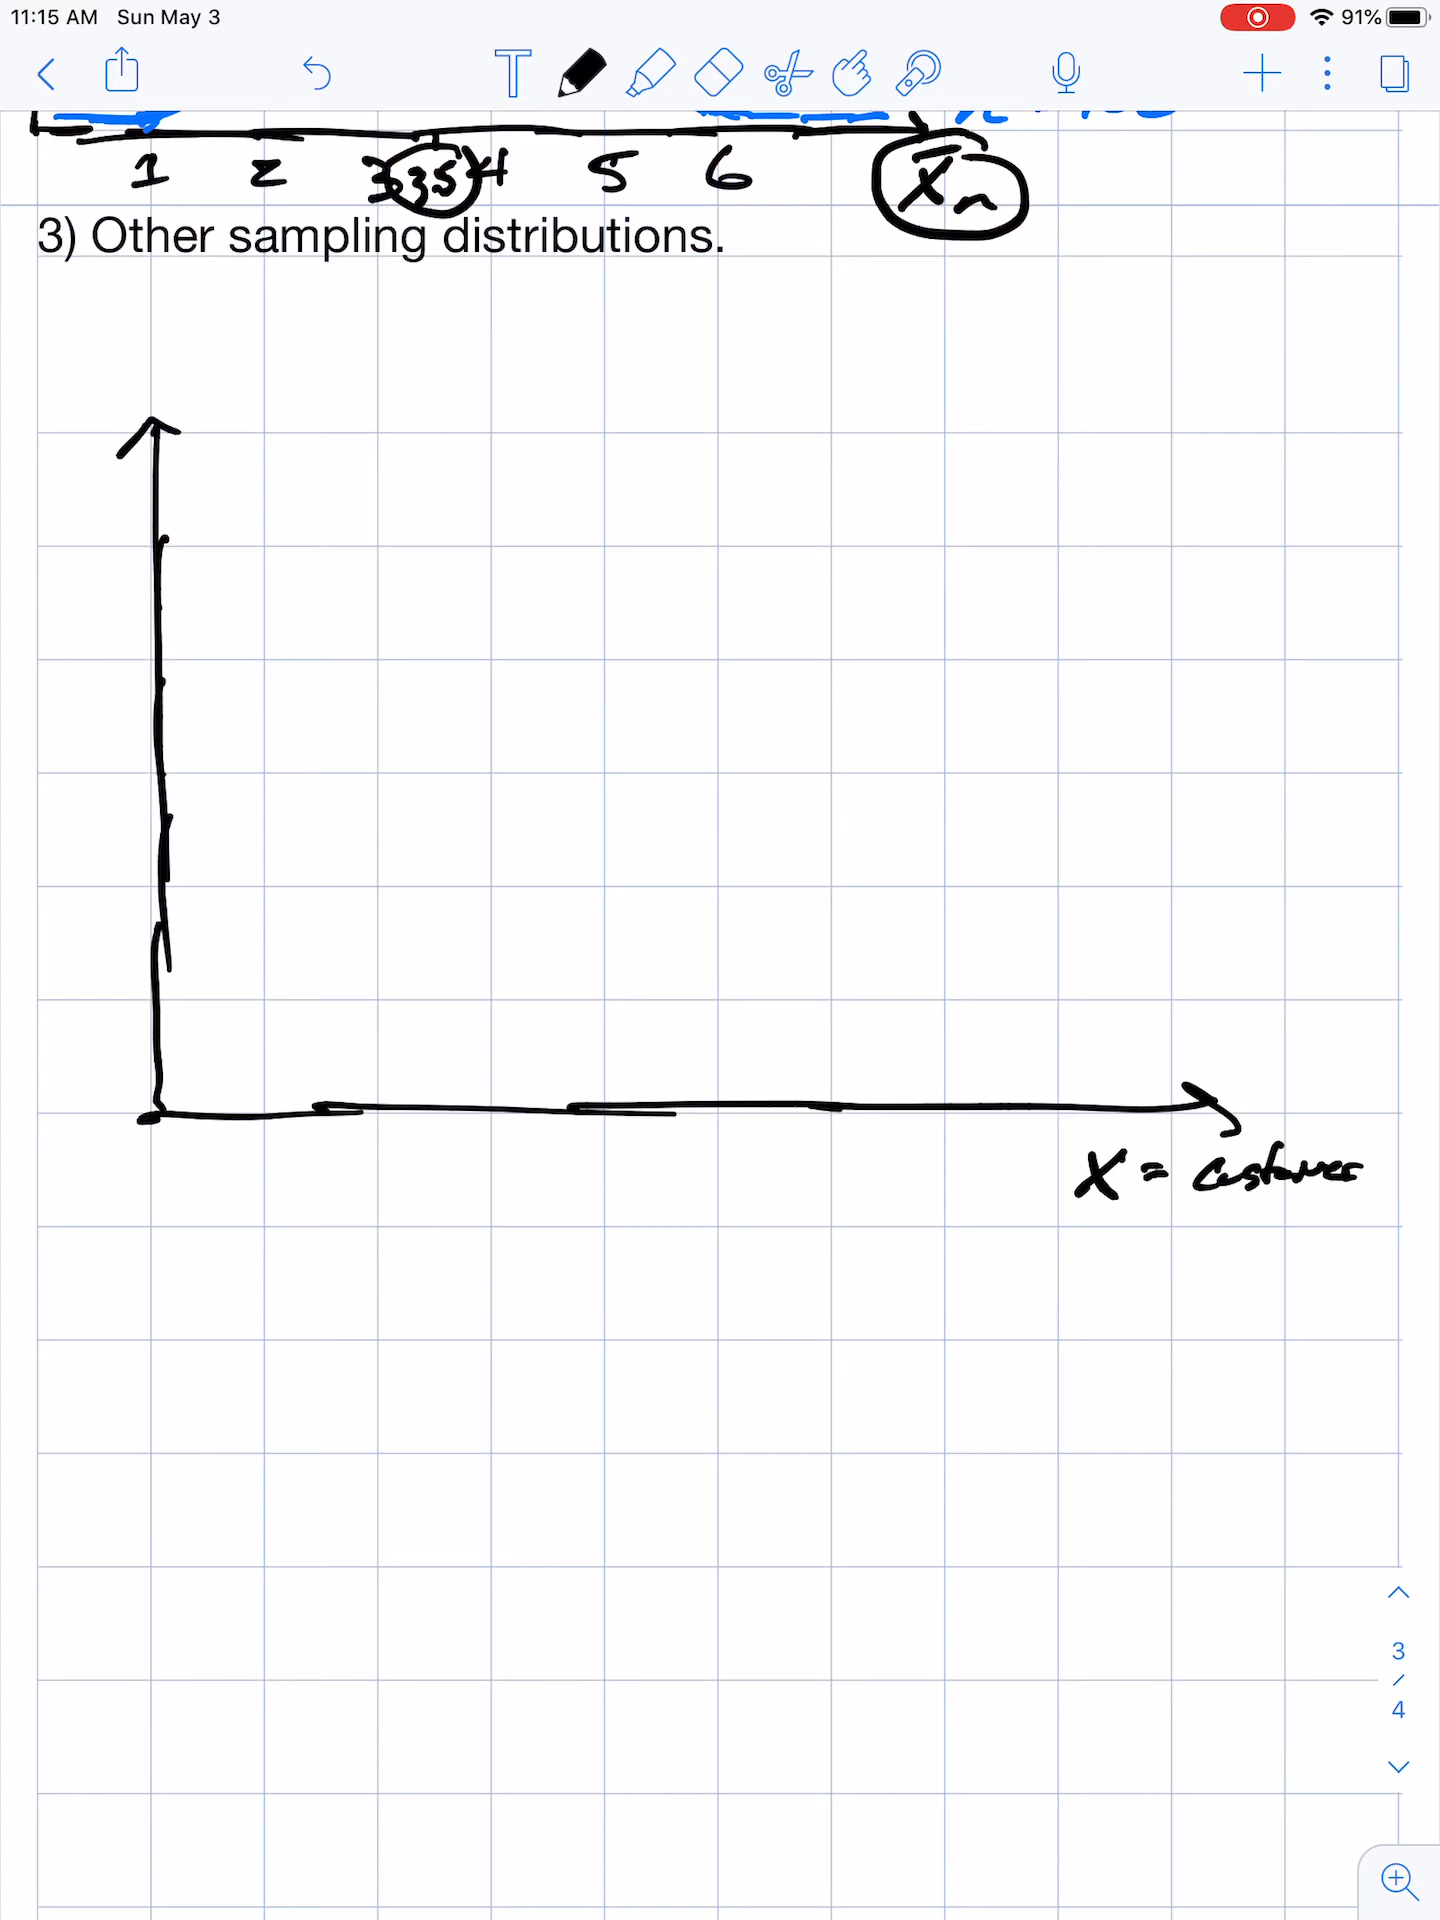 11:15 AM Sun May 3 91%
T
1 2 3 3.5 4 5 6 X̄n
3) Other sampling distributions.
X = customer
3
/
4